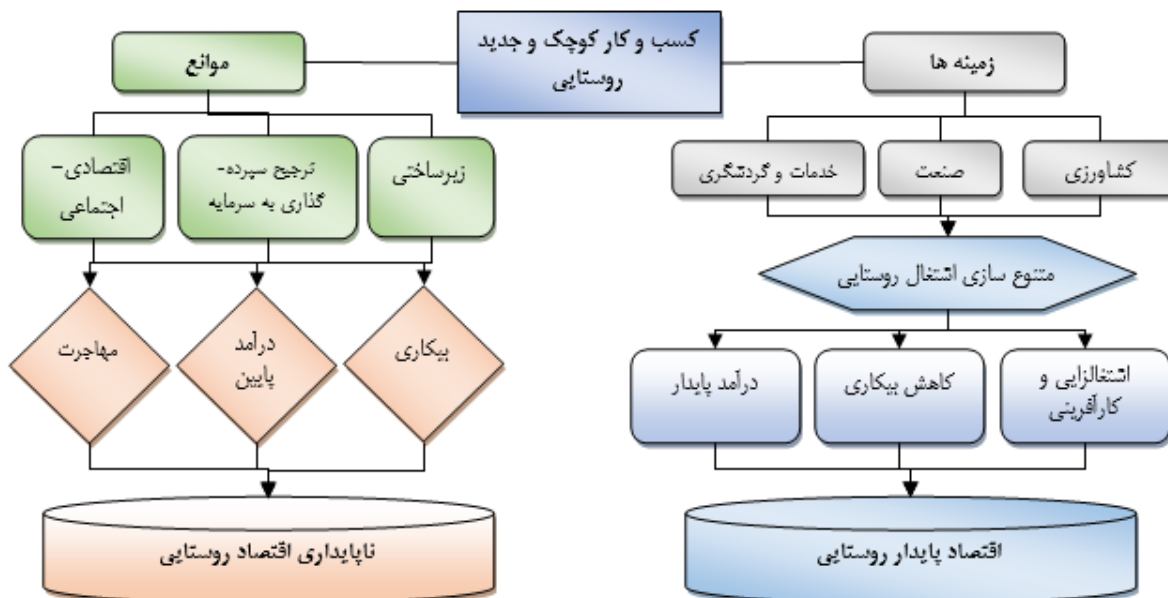 کسب و کار کوچک و جدید
روستایی
زمینه ها
موانع
کشاورزی
صنعت
خدمات و گردشگری
زیرساختی
ترجیح سپرده-
گذاری به سرمایه
اقتصادی-
اجتماعی
متنوع سازی اشتغال روستایی
اشتغالزایی و
کارآفرینی
کاهش بیکاری
درآمد پایدار
بیکاری
درآمد
پایین
مهاجرت
اقتصاد پایدار روستایی
ناپایداری اقتصاد روستایی